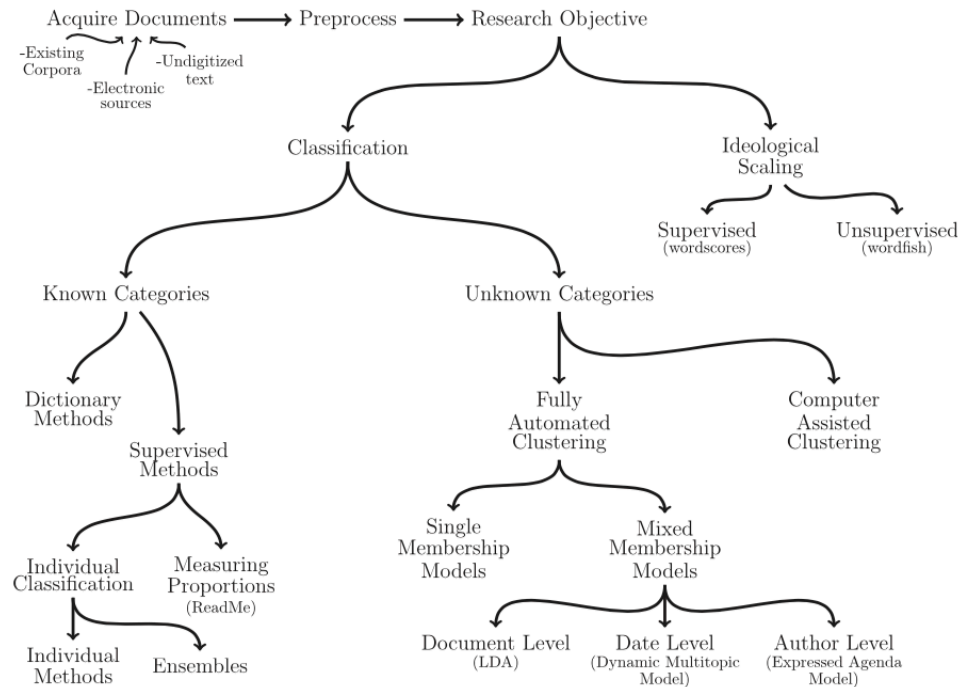 Acquire Documents
Preprocess
Research Objective
-Existing
Corpora
-Electronic
sources
-Undigitized
text
Classification
Ideological
Scaling
Supervised
(wordscores)
Unsupervised
(wordfish)
Known Categories
Unknown Categories
Dictionary
Methods
Supervised
Methods
Fully
Automated
Clustering
Computer
Assisted
Clustering
Individual
Classification
Measuring
Proportions
(ReadMe)
Single
Membership
Models
Mixed
Membership
Models
Individual
Methods
Ensembles
Document Level
(LDA)
Date Level
(Dynamic Multitopic
Model)
Author Level
(Expressed Agenda
Model)